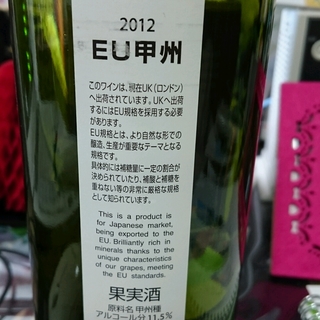 2012
EU甲州
このワインは、現在UK（ロンドン）
へ出荷されています。UKへ出荷
するにはEU規格を採用する必要
があります。
EU規格とは、より自然な形での
醸造、生産が重要なテーマとなる
規格です。
具体的には補糖量に一定の割合が
決められていたり、補酸と補糖を
重ねない等の非常に厳格な規格
として知られています。
This is a product is
for Japanese market,
being exported to the
EU. Brilliantly rich in
minerals thanks to the
unique characteristics
of our grapes, meeting
the EU standards.
果実酒
原料名 甲州種
アルコール分 11.5%